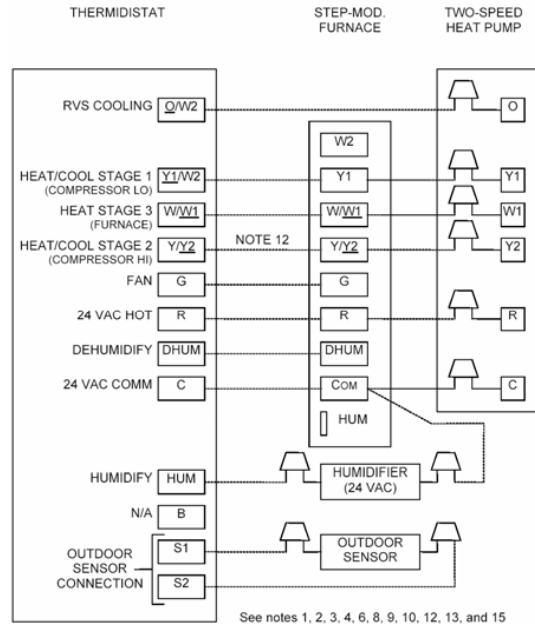 THERMIDISTAT
STEP-MOD. FURNACE
TWO-SPEED HEAT PUMP
RVS COOLING O/W2 O
W2
HEAT/COOL STAGE 1 Y1/W2 Y1 Y1
(COMPRESSOR LO)
HEAT STAGE 3 W/W1 W/W1 W1
(FURNACE)
HEAT/COOL STAGE 2 Y/Y2 NOTE 12 Y/Y2 Y2
(COMPRESSOR HI)
FAN G G
24 VAC HOT R R R
DEHUMIDIFY DHUM DHUM
24 VAC COMM C COM C
HUM
HUMIDIFY HUM HUMIDIFIER
(24 VAC)
N/A B
OUTDOOR SENSOR CONNECTION
S1 OUTDOOR SENSOR
S2
See notes 1, 2, 3, 4, 6, 8, 9, 10, 12, 13, and 15